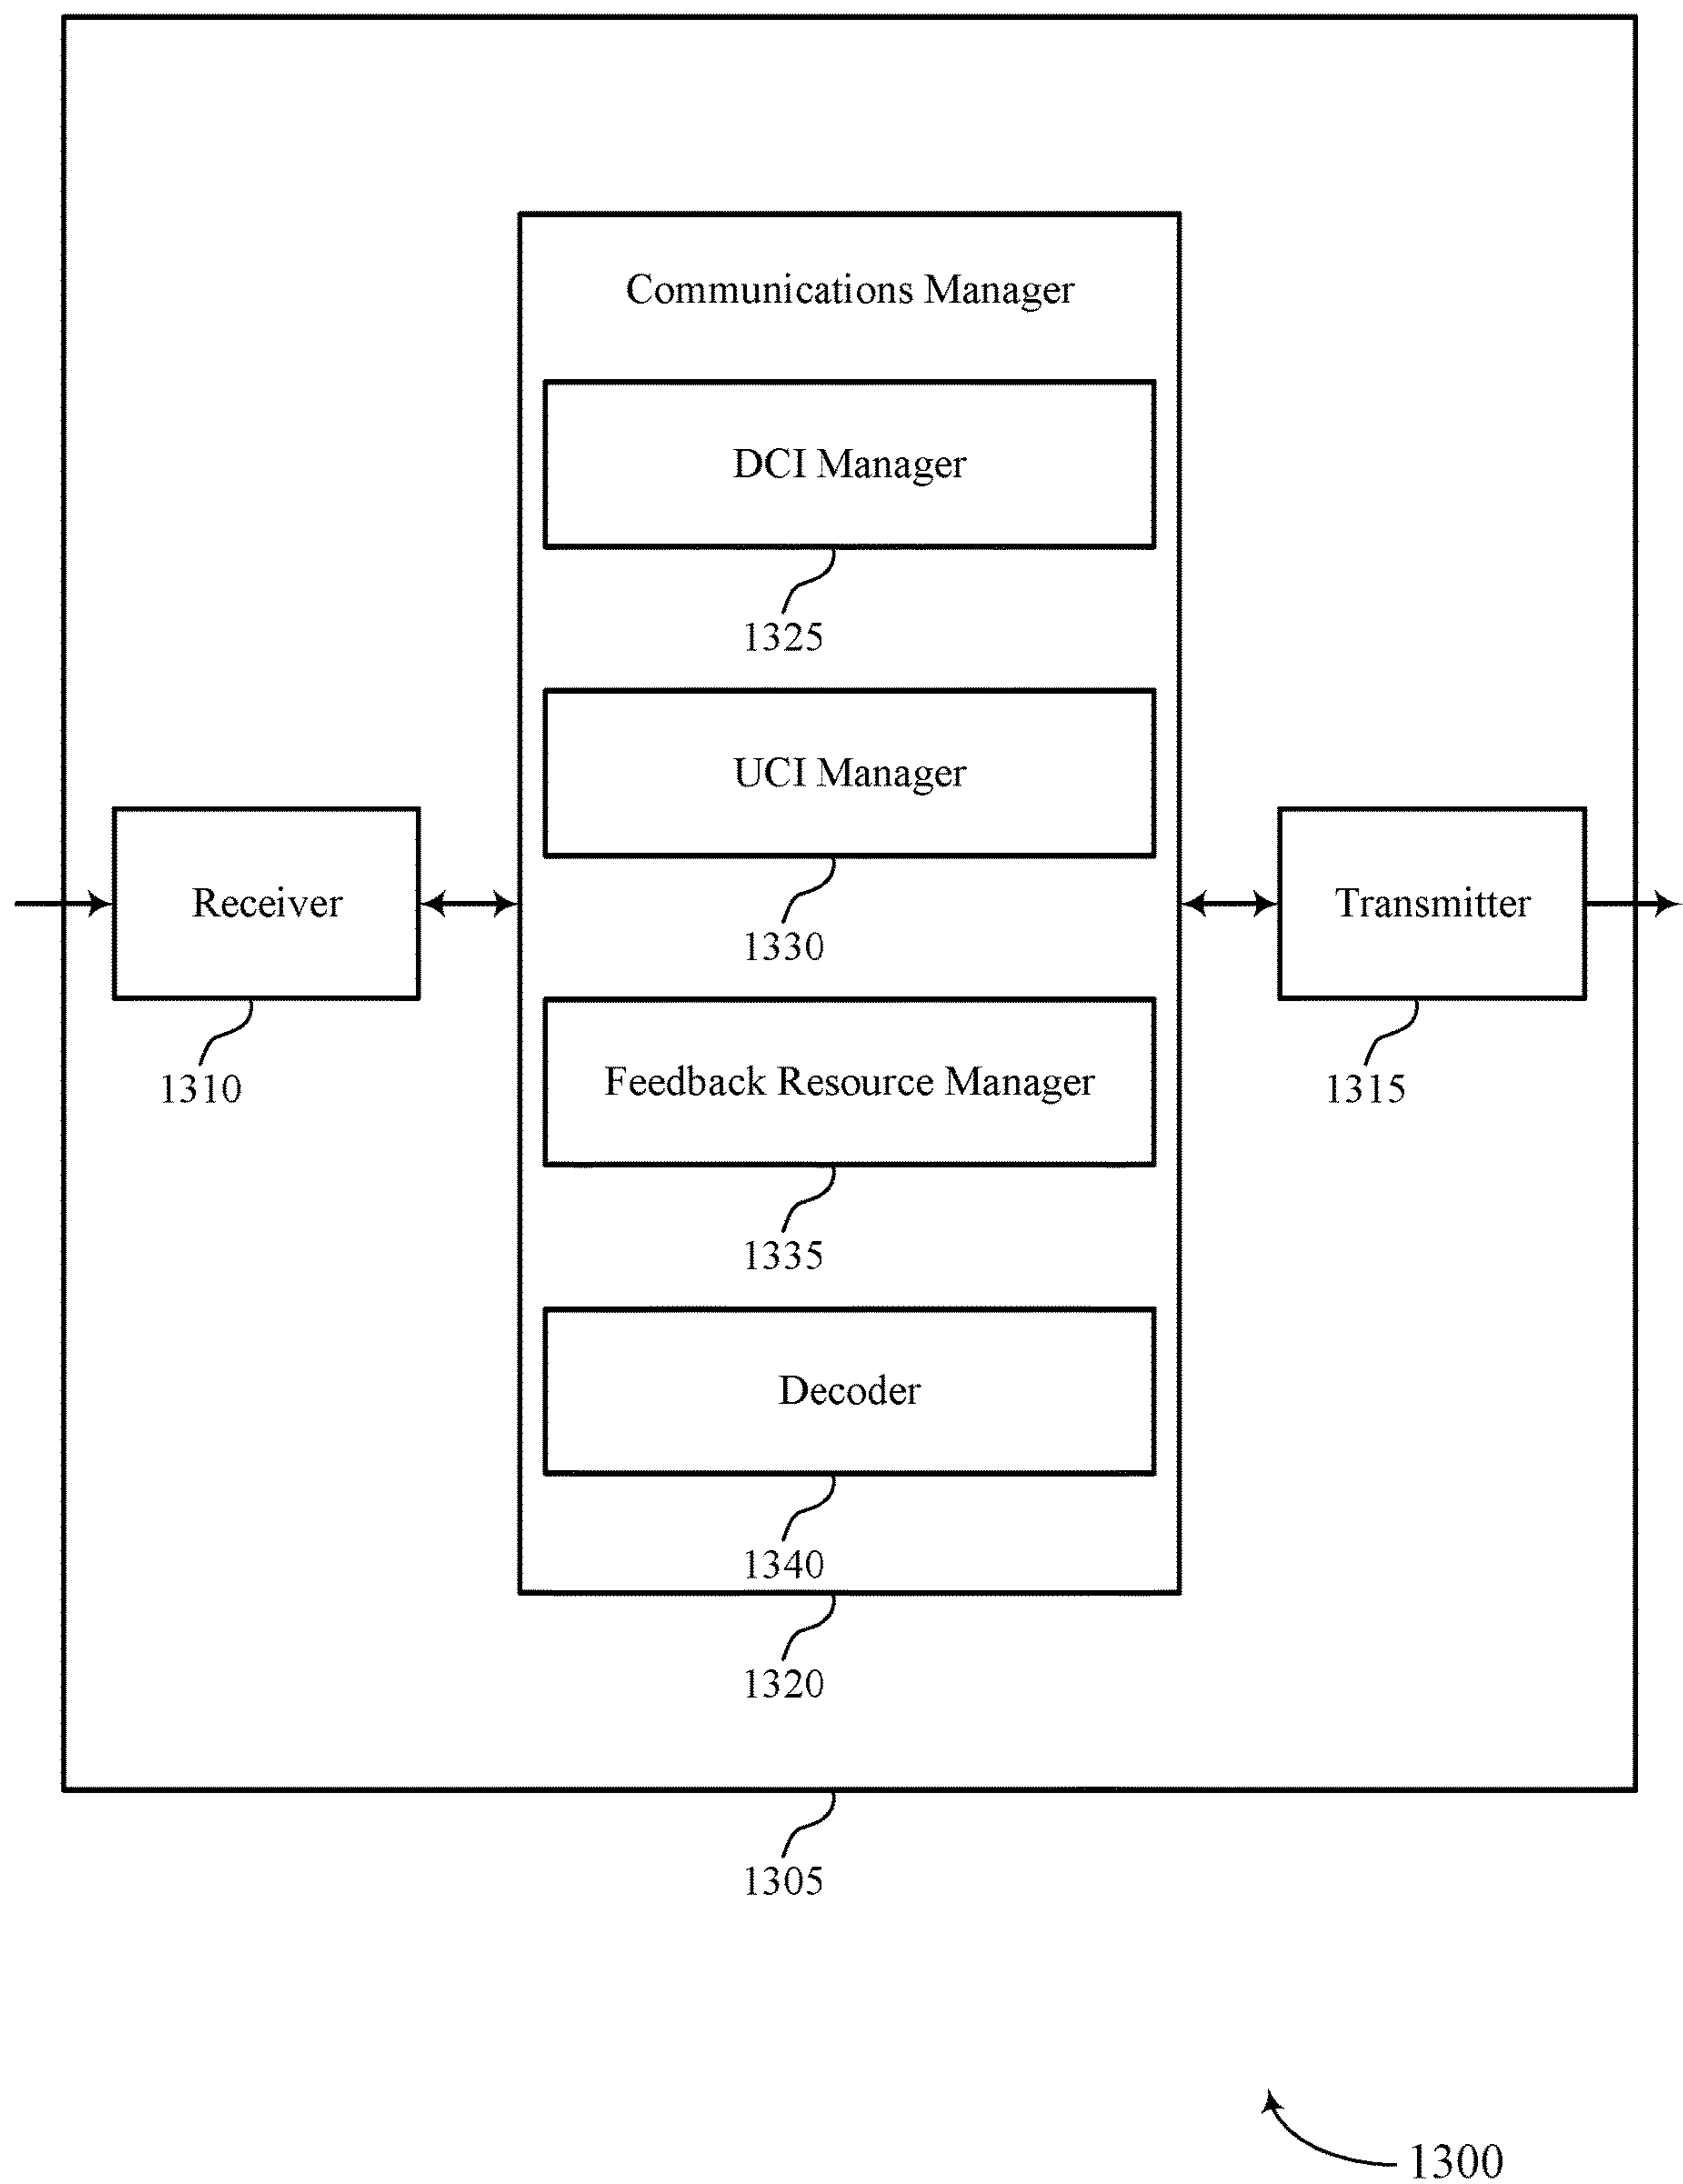 Communications Manager
DCI Manager
1325
UCI Manager
1330
Receiver
1310
Transmitter
1315
Feedback Resource Manager
1335
Decoder
1340
1320
1305
1300